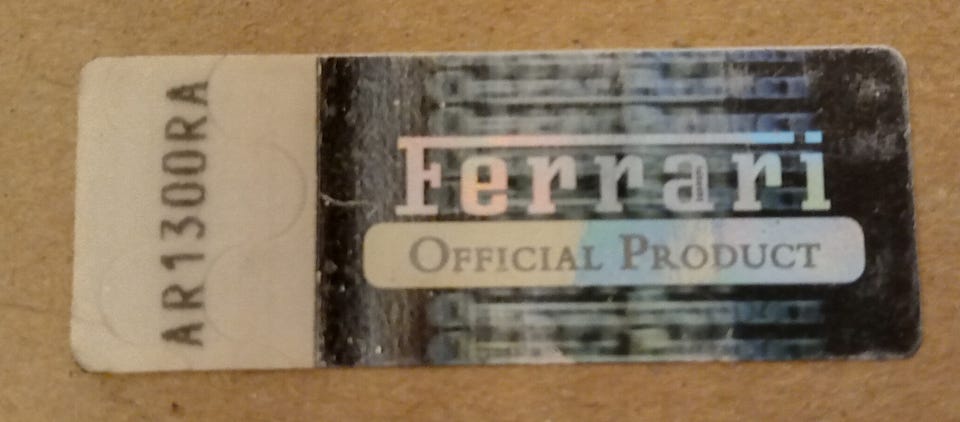 AR1300RA
Ferrari
OFFICIAL PRODUCT